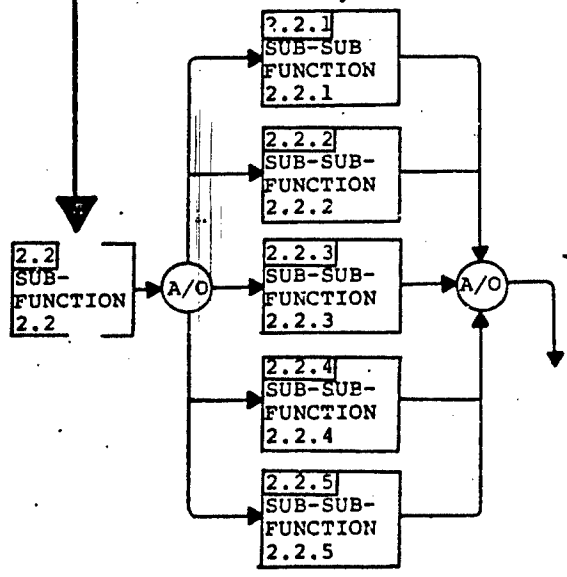 2.2.1
SUB-SUB
FUNCTION
2.2.1
2.2.2
SUB-SUB-
FUNCTION
2.2.2
2.2
SUB-
FUNCTION
2.2
A/O
2.2.3
SUB-SUB-
FUNCTION
2.2.3
A/O
2.2.4
SUB-SUB-
FUNCTION
2.2.4
2.2.5
SUB-SUB-
FUNCTION
2.2.5